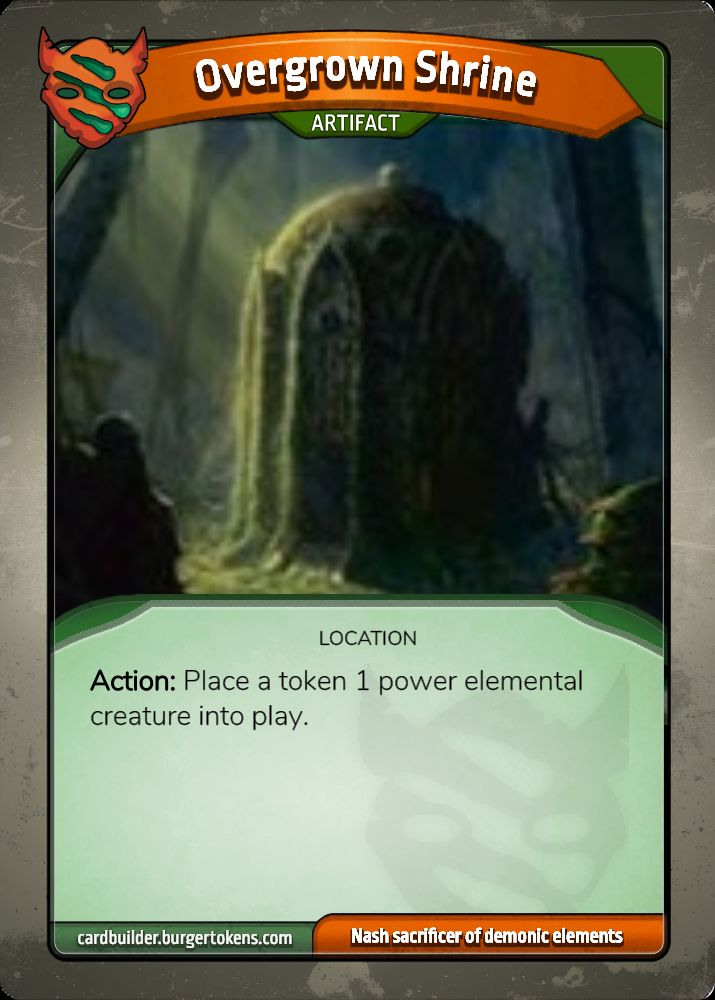 Overgrown Shrine
ARTIFACT
LOCATION
Action: Place a token 1 power elemental
creature into play.
cardbuilder.burgertokens.com
Nash sacrificer of demonic elements